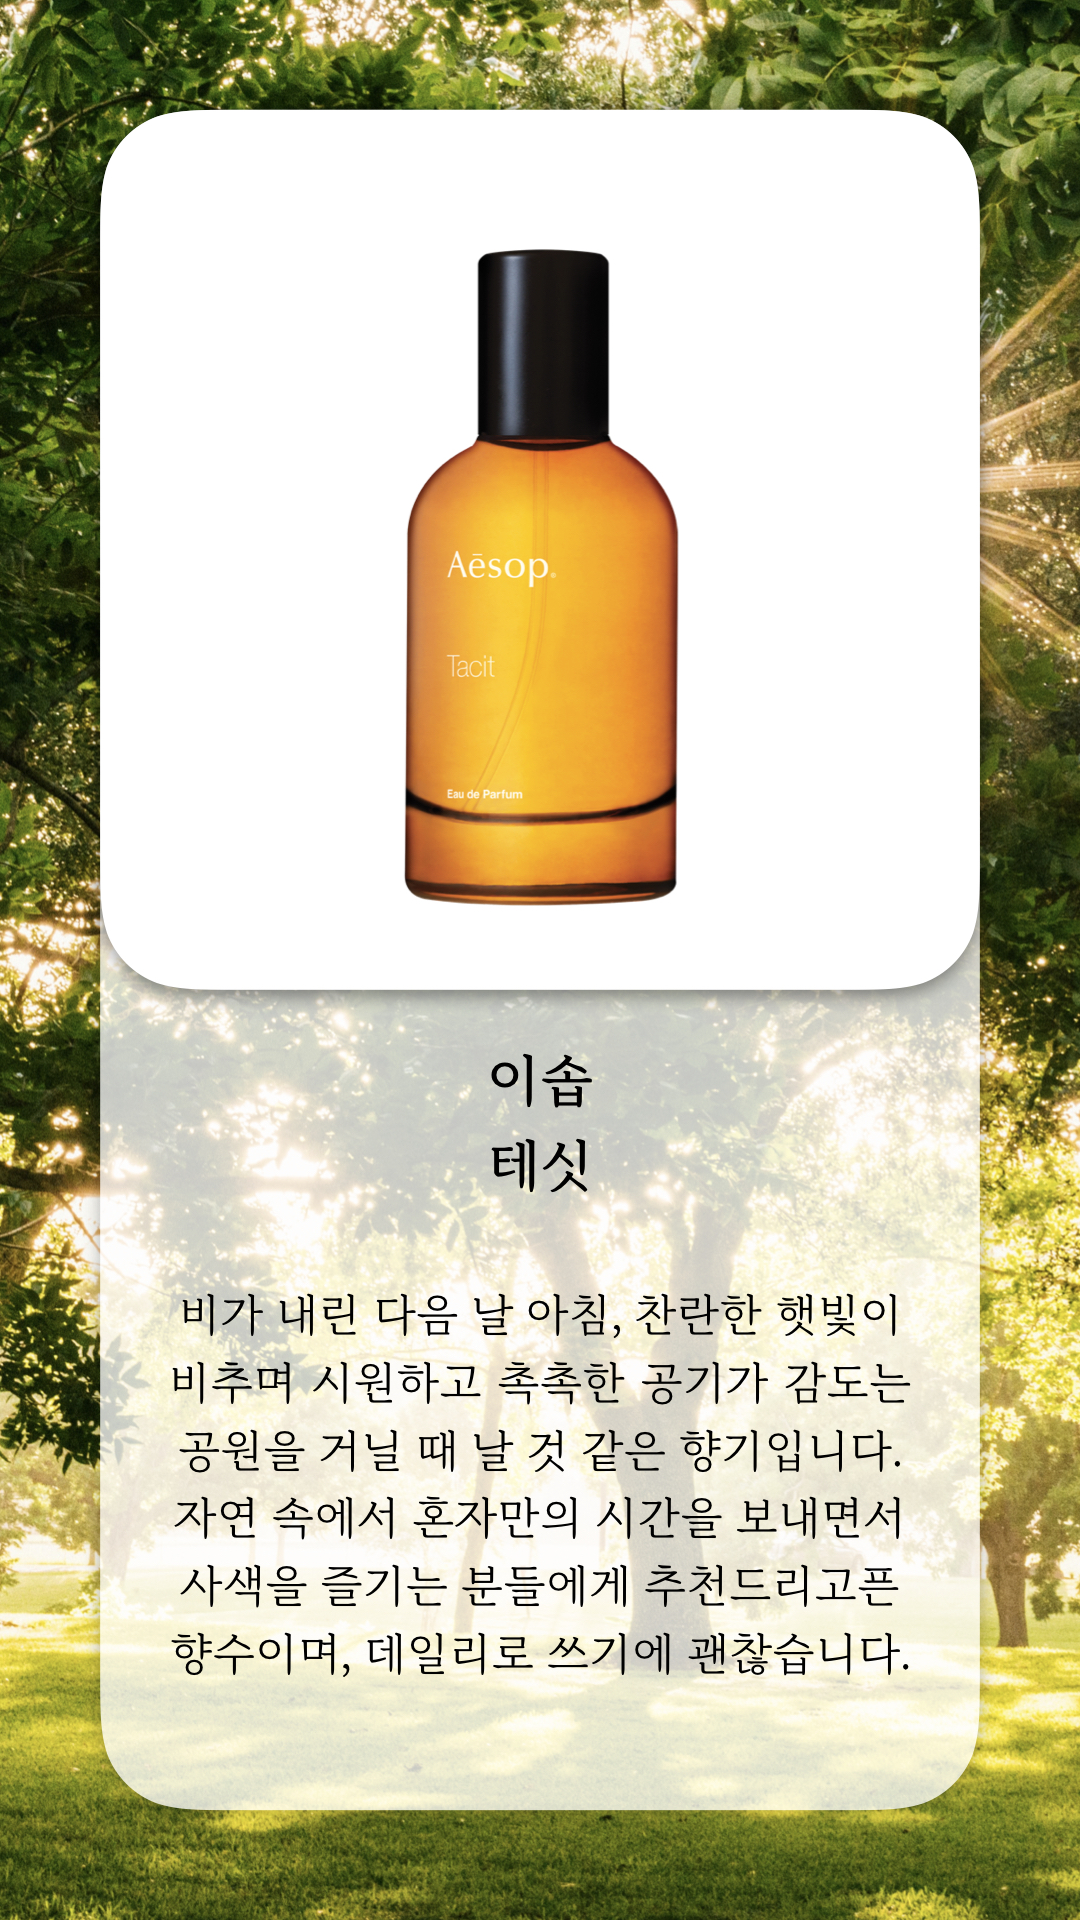 Aēsop®
Tacit
Eau de Parfum
이솝
테싯
비가 내린 다음 날 아침, 찬란한 햇빛이
비추며 시원하고 촉촉한 공기가 감도는
공원을 거닐 때 날 것 같은 향기입니다.
자연 속에서 혼자만의 시간을 보내면서
사색을 즐기는 분들에게 추천드리고픈
향수이며, 데일리로 쓰기에 괜찮습니다.